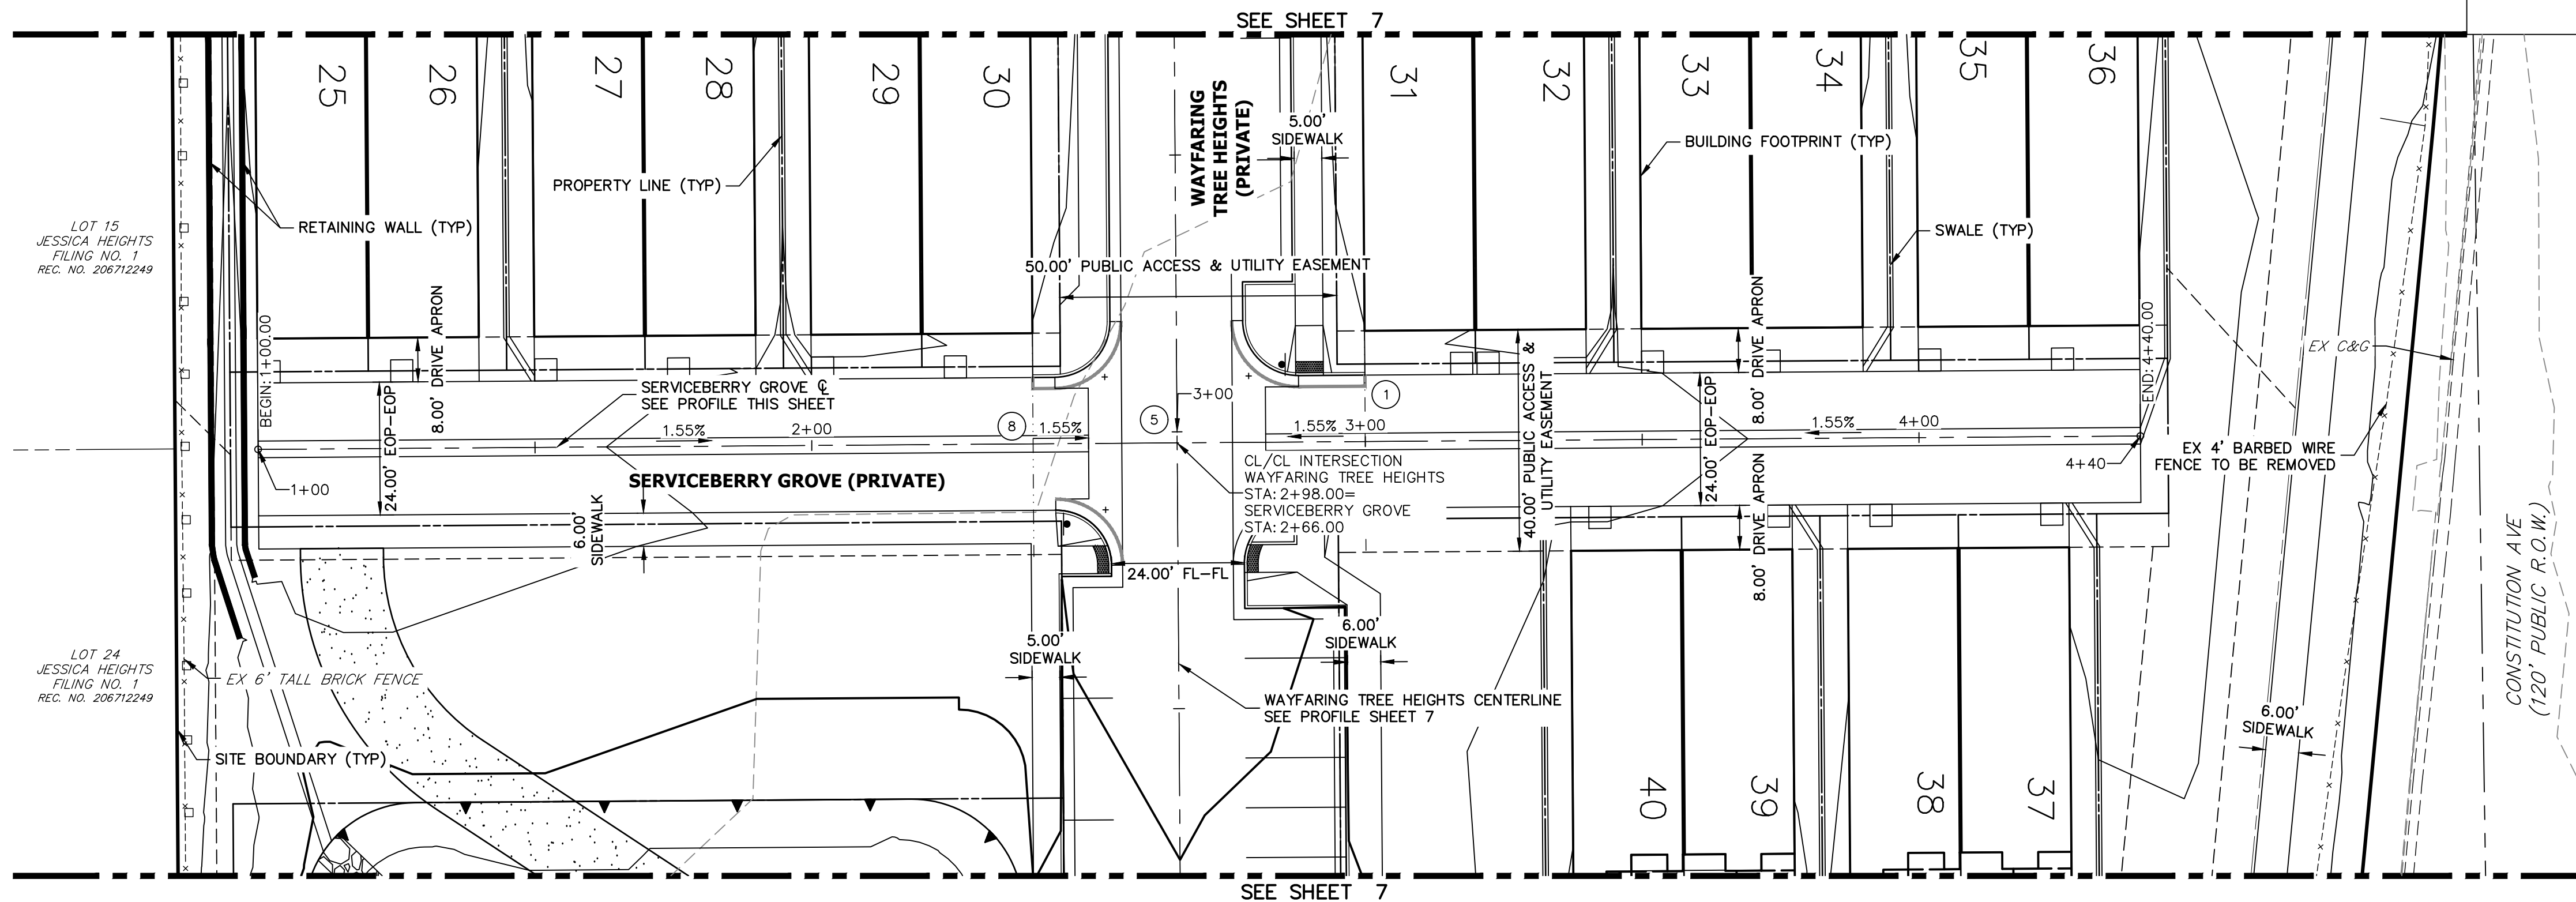 SEE SHEET 7
25
26
27
28
29
30
31
32
33
34
35
36
WAYFARING
TREE HEIGHTS
(PRIVATE)
5.00'
SIDEWALK
BUILDING FOOTPRINT (TYP)
PROPERTY LINE (TYP)
RETAINING WALL (TYP)
SWALE (TYP)
LOT 15
JESSICA HEIGHTS
FILING NO. 1
REC. NO. 206712249
50.00' PUBLIC ACCESS & UTILITY EASEMENT
BEGIN: 1+00.00
8.00' DRIVE APRON
24.00' EOP-EOP
SERVICEBERRY GROVE ℄
SEE PROFILE THIS SHEET
1.55%
2+00
8
1.55%
5
3+00
1
1.55%
3+00
40.00' PUBLIC ACCESS &
UTILITY EASEMENT
8.00' DRIVE APRON
24.00' EOP-EOP
1.55%
4+00
END: 4+40.00
EX C&G
EX 4' BARBED WIRE
FENCE TO BE REMOVED
4+40
1+00
SERVICEBERRY GROVE (PRIVATE)
CL/CL INTERSECTION
WAYFARING TREE HEIGHTS
STA: 2+98.00=
SERVICEBERRY GROVE
STA: 2+66.00
6.00'
SIDEWALK
8.00' DRIVE APRON
24.00' FL-FL
5.00'
SIDEWALK
6.00'
SIDEWALK
LOT 24
JESSICA HEIGHTS
FILING NO. 1
REC. NO. 206712249
EX 6' TALL BRICK FENCE
WAYFARING TREE HEIGHTS CENTERLINE
SEE PROFILE SHEET 7
SITE BOUNDARY (TYP)
40
39
38
37
6.00'
SIDEWALK
CONSTITUTION AVE
(120' PUBLIC R.O.W.)
SEE SHEET 7